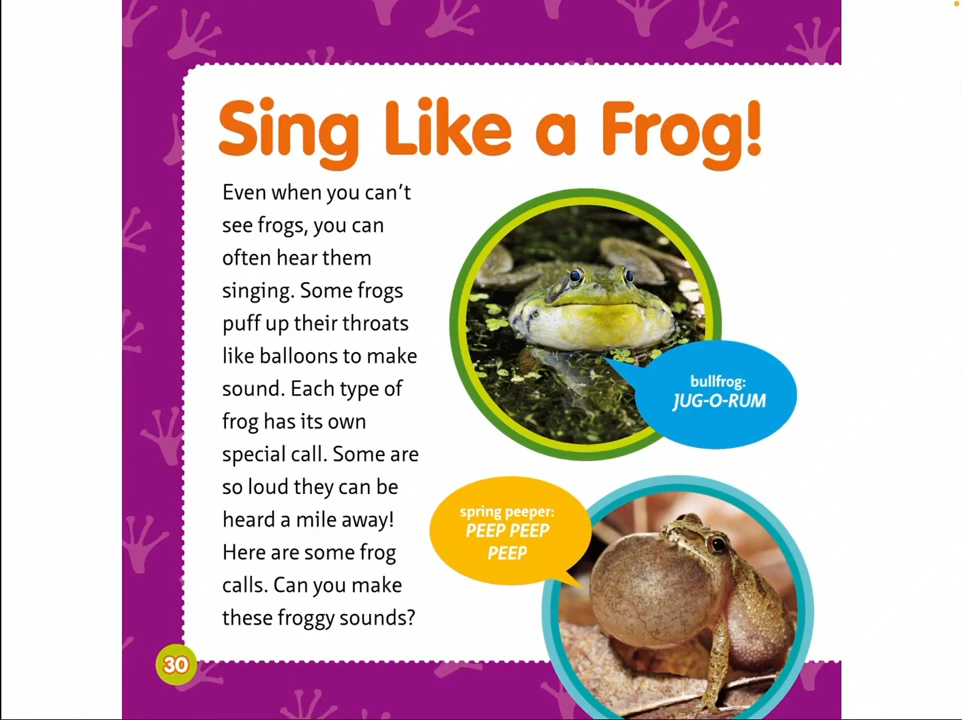 Sing Like a Frog!
Even when you can't
see frogs, you can
often hear them
singing. Some frogs
puff up their throats
like balloons to make
sound. Each type of
frog has its own
special call. Some are
so loud they can be
heard a mile away!
Here are some frog
calls. Can you make
these froggy sounds?
bullfrog:
JUG-O-RUM
spring peeper:
PEEP PEEP
PEEP
30